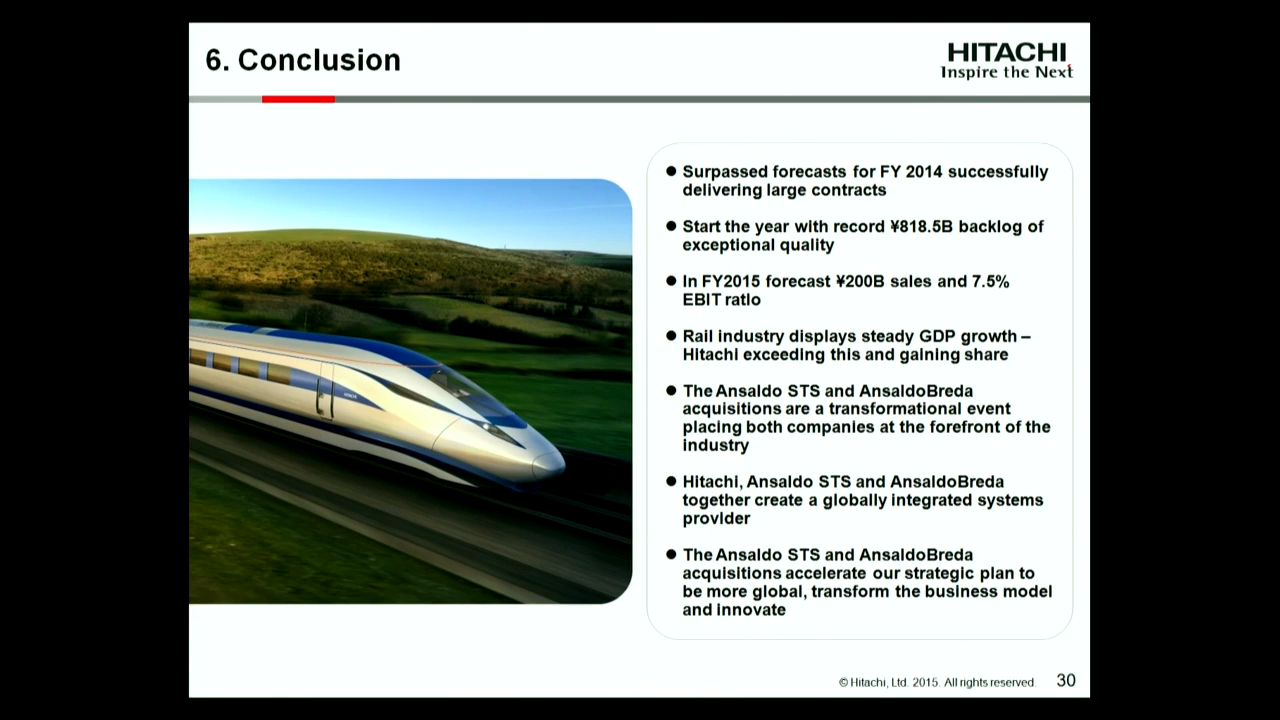 6. Conclusion
HITACHI
Inspire the Next
● Surpassed forecasts for FY 2014 successfully
delivering large contracts
● Start the year with record ¥818.5B backlog of
exceptional quality
● In FY2015 forecast ¥200B sales and 7.5%
EBIT ratio
● Rail industry displays steady GDP growth –
Hitachi exceeding this and gaining share
● The Ansaldo STS and AnsaldoBreda
acquisitions are a transformational event
placing both companies at the forefront of the
industry
● Hitachi, Ansaldo STS and AnsaldoBreda
together create a globally integrated systems
provider
● The Ansaldo STS and AnsaldoBreda
acquisitions accelerate our strategic plan to
be more global, transform the business model
and innovate
© Hitachi, Ltd. 2015. All rights reserved.
30